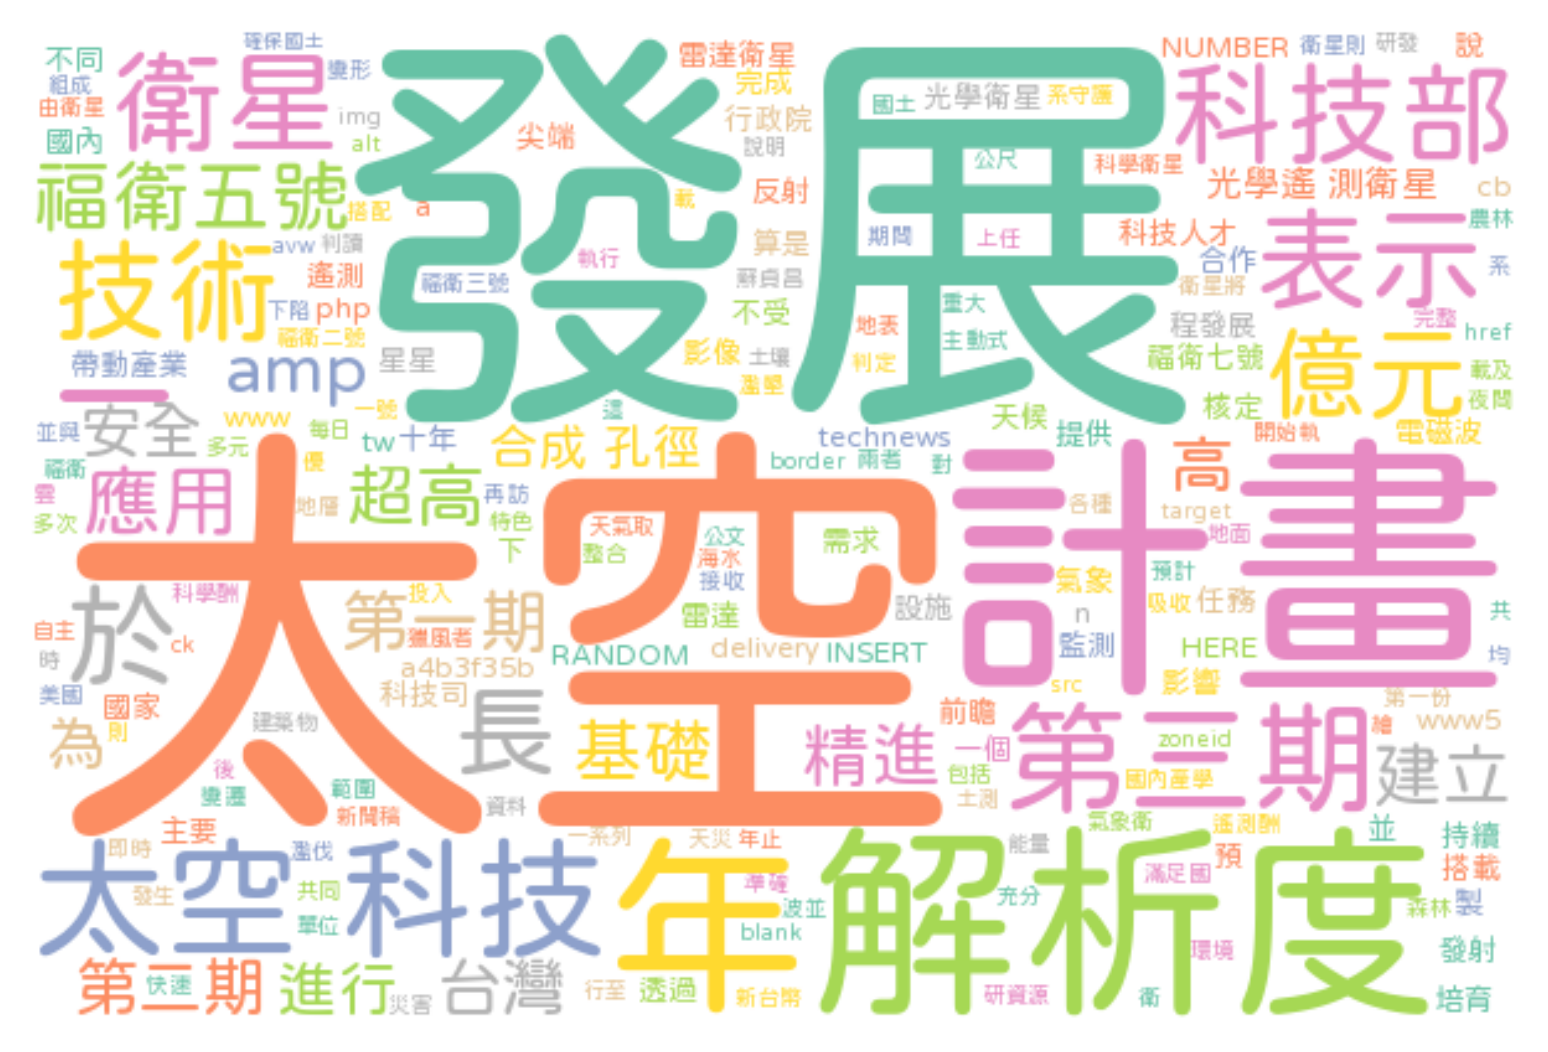 確保國土
不同
組成
由衛星
國內
衛星
變形
img
alt
尖端
發展
雷達衛星
完成
行政院
說明
反射
載
算是
蘇貞昌
不受
國土
光學衛星
系守護
公尺
NUMBER
衛星則
研發
說
科技部
科學衛星
光學遙 測衛星
cb
農林
福衛五號
搭配
a
技術
avw
判讀
遙測
下陷
php
福衛二號
執行
福衛三號
期間
上任
科技人才
合作
衛星將
表示
系
重大
地表
主動式
判定
程發展
福衛七號
完整
href
億元
載及
夜間
帶動產業
amp
星星
影像
土壤
濫墾
一
安全
並與
多元
www
一號
每日
tw
十年
這
合成 孔徑
technews
border
兩者
對
天候
提供
核定
開始執
電磁波
福衛
雲
多次
應用
優
地層
超高
再訪
特色
下
太空
天氣取
整合
公文
海水
接收
需求
計畫
各種
高
target
地面
氣象
預計
吸收
任務
n
監測
HERE
共
均
科學酬
於
自主
時
ck
美國
國家
第一期
投入
獵風者
a4b3f35b
科技司
雷達
設施
RANDOM
delivery
INSERT
src
影響
第一份
www5
為
則
建築物
長
基礎
精進
前瞻
一個
包括
土測
第三期
zoneid
國內產學
繪
建立
後
變遷
範圍
新聞稿
資料
主要
即時
太空科技
濫伐
發生
共同
單位
一系列
天災
年止
年
準確
波並
blank
解析度
能量
氣象衛
遙測酬
預
並
持續
搭載
滿足國
充分
森林
製
環境
發射
第二期
快速
進行
災害
台灣
行至
透過
新台幣
研資源
衛
培育